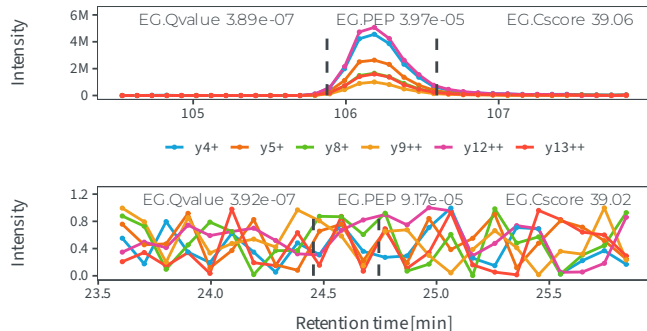 EG.Qvalue 3.89e-07 EG.PEP 3.97e-05 EG.Cscore 39.06
Intensity
6M
4M
2M
0
105 106 107
y4+ y5+ y8+ y9++ y12++ y13++
EG.Qvalue 3.92e-07 EG.PEP 9.17e-05 EG.Cscore 39.02
Intensity
1.2
0.8
0.4
0.0
23.5 24.0 24.5 25.0 25.5
Retention time [min]